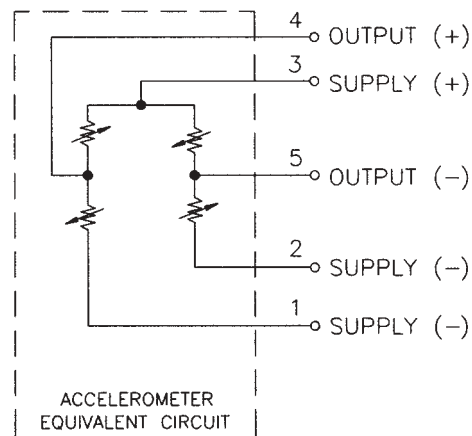 4 OUTPUT (+)
3 SUPPLY (+)
5 OUTPUT (−)
2 SUPPLY (−)
1 SUPPLY (−)
ACCELEROMETER
EQUIVALENT CIRCUIT